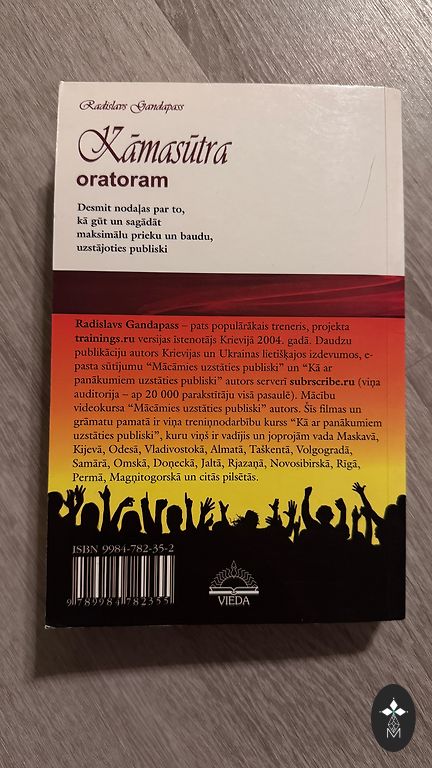 Radislavs Gandapass
Kāmasūtra
oratoram
Desmit nodaļas par to,
kā gūt un sagādāt
maksimālu prieku un baudu,
uzstājoties publiski
Radislavs Gandapass – pats populārākais treneris, projekta
trainings.ru versijas īstenotājs Krievijā 2004. gadā. Daudzu
publikāciju autors Krievijas un Ukrainas lietišķajos izdevumos, e-
pasta sūtījumu “Mācāmies uzstāties publiski” un “Kā ar
panākumiem uzstāties publiski” autors serverī subrscribe.ru (viņa
auditorija – ap 20 000 parakstītāju visā pasaulē). Mācību
videokursa “Mācāmies uzstāties publiski” autors. Šīs filmas un
grāmatu pamatā ir viņa treniņnodarbību kurss “Kā ar panākumiem
uzstāties publiski”, kuru viņš ir vadījis un joprojām vada Maskavā,
Kijevā, Odesā, Vladivostokā, Almatā, Taškentā, Volgogradā,
Samārā, Omskā, Doņeckā, Jaltā, Rjazaņā, Novosibirskā, Rīgā,
Permā, Magņitogorskā un citās pilsētās.
ISBN 9984-782-35-2
9 789984 782355
VIEDA
M